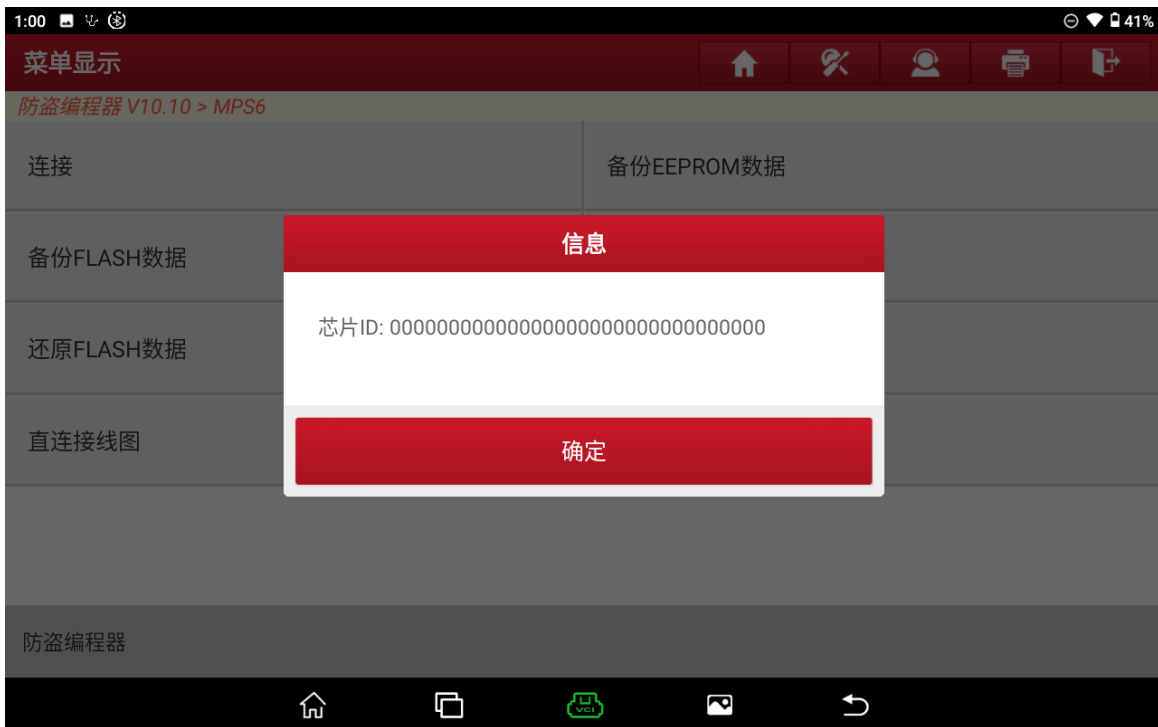 1:00
41%
菜单显示
防盗编程器 V10.10 > MPS6
连接
备份EEPROM数据
备份FLASH数据
信息
芯片ID: 00000000000000000000000000000000
还原FLASH数据
直连接线图
确定
防盗编程器
VCI